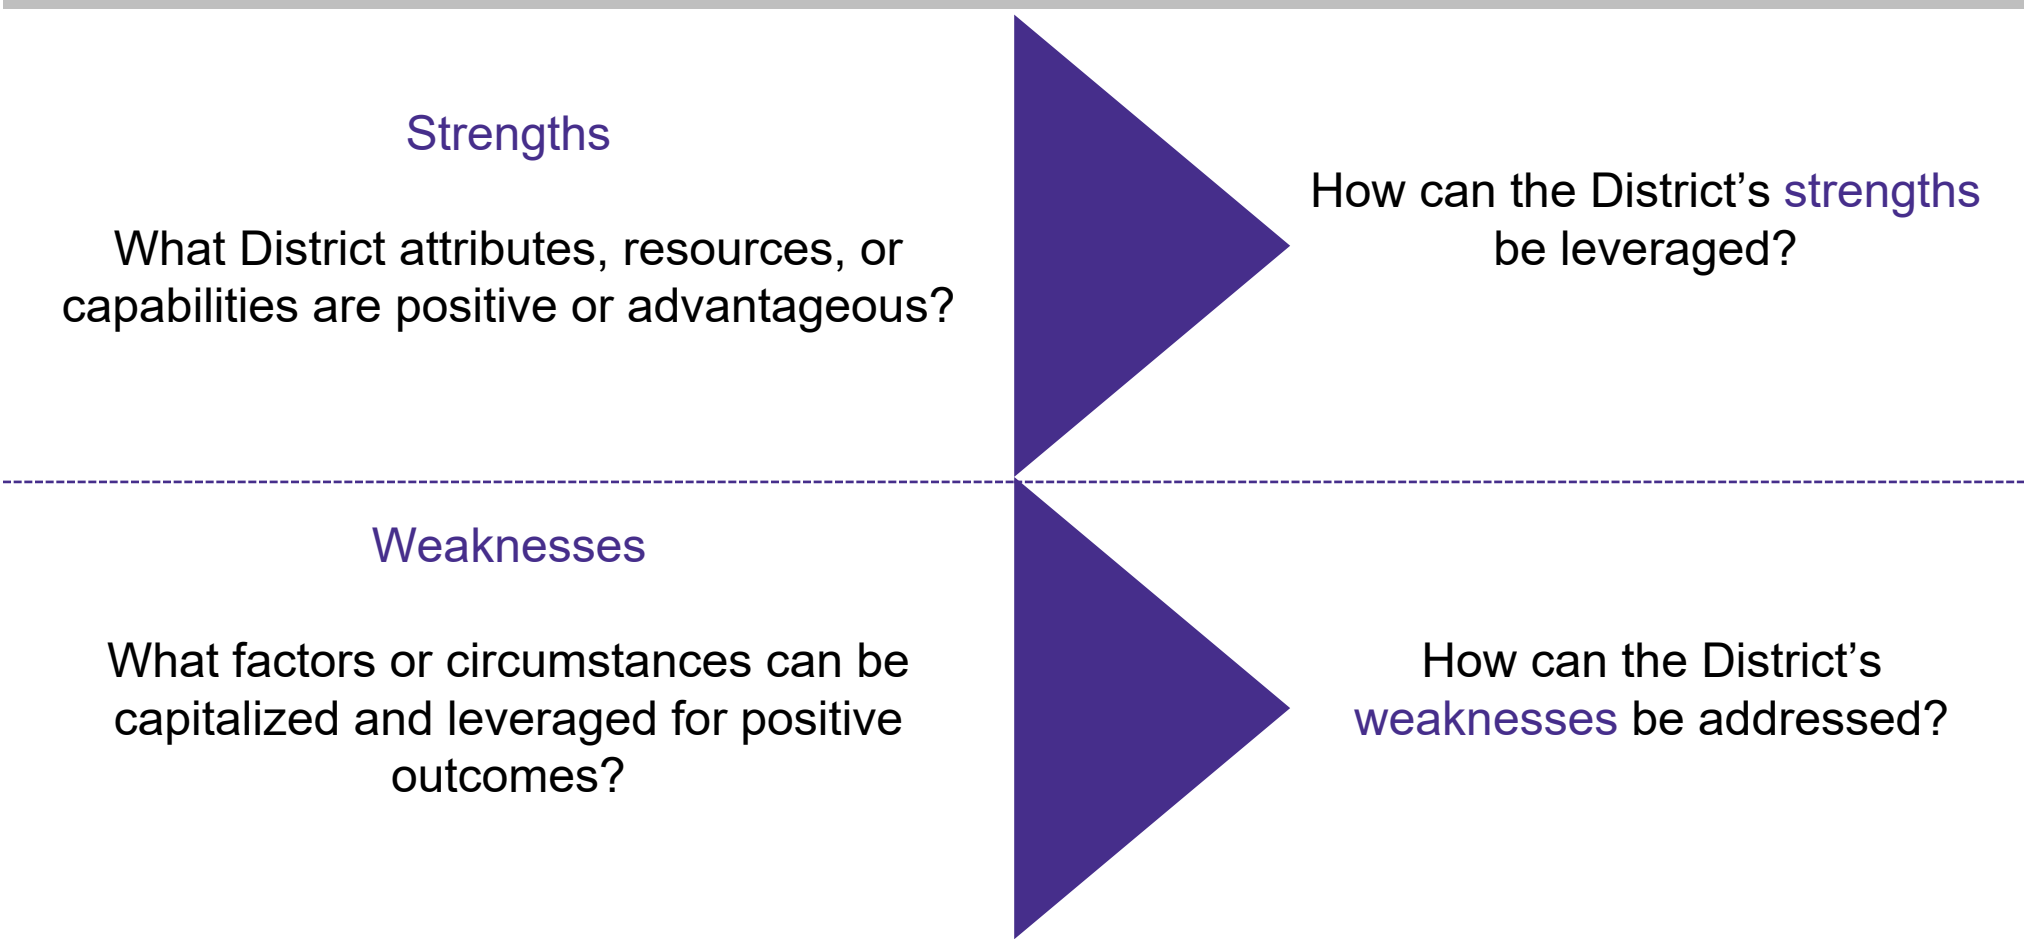 Strengths
What District attributes, resources, or
capabilities are positive or advantageous?
How can the District’s strengths
be leveraged?
Weaknesses
What factors or circumstances can be
capitalized and leveraged for positive
outcomes?
How can the District’s
weaknesses be addressed?